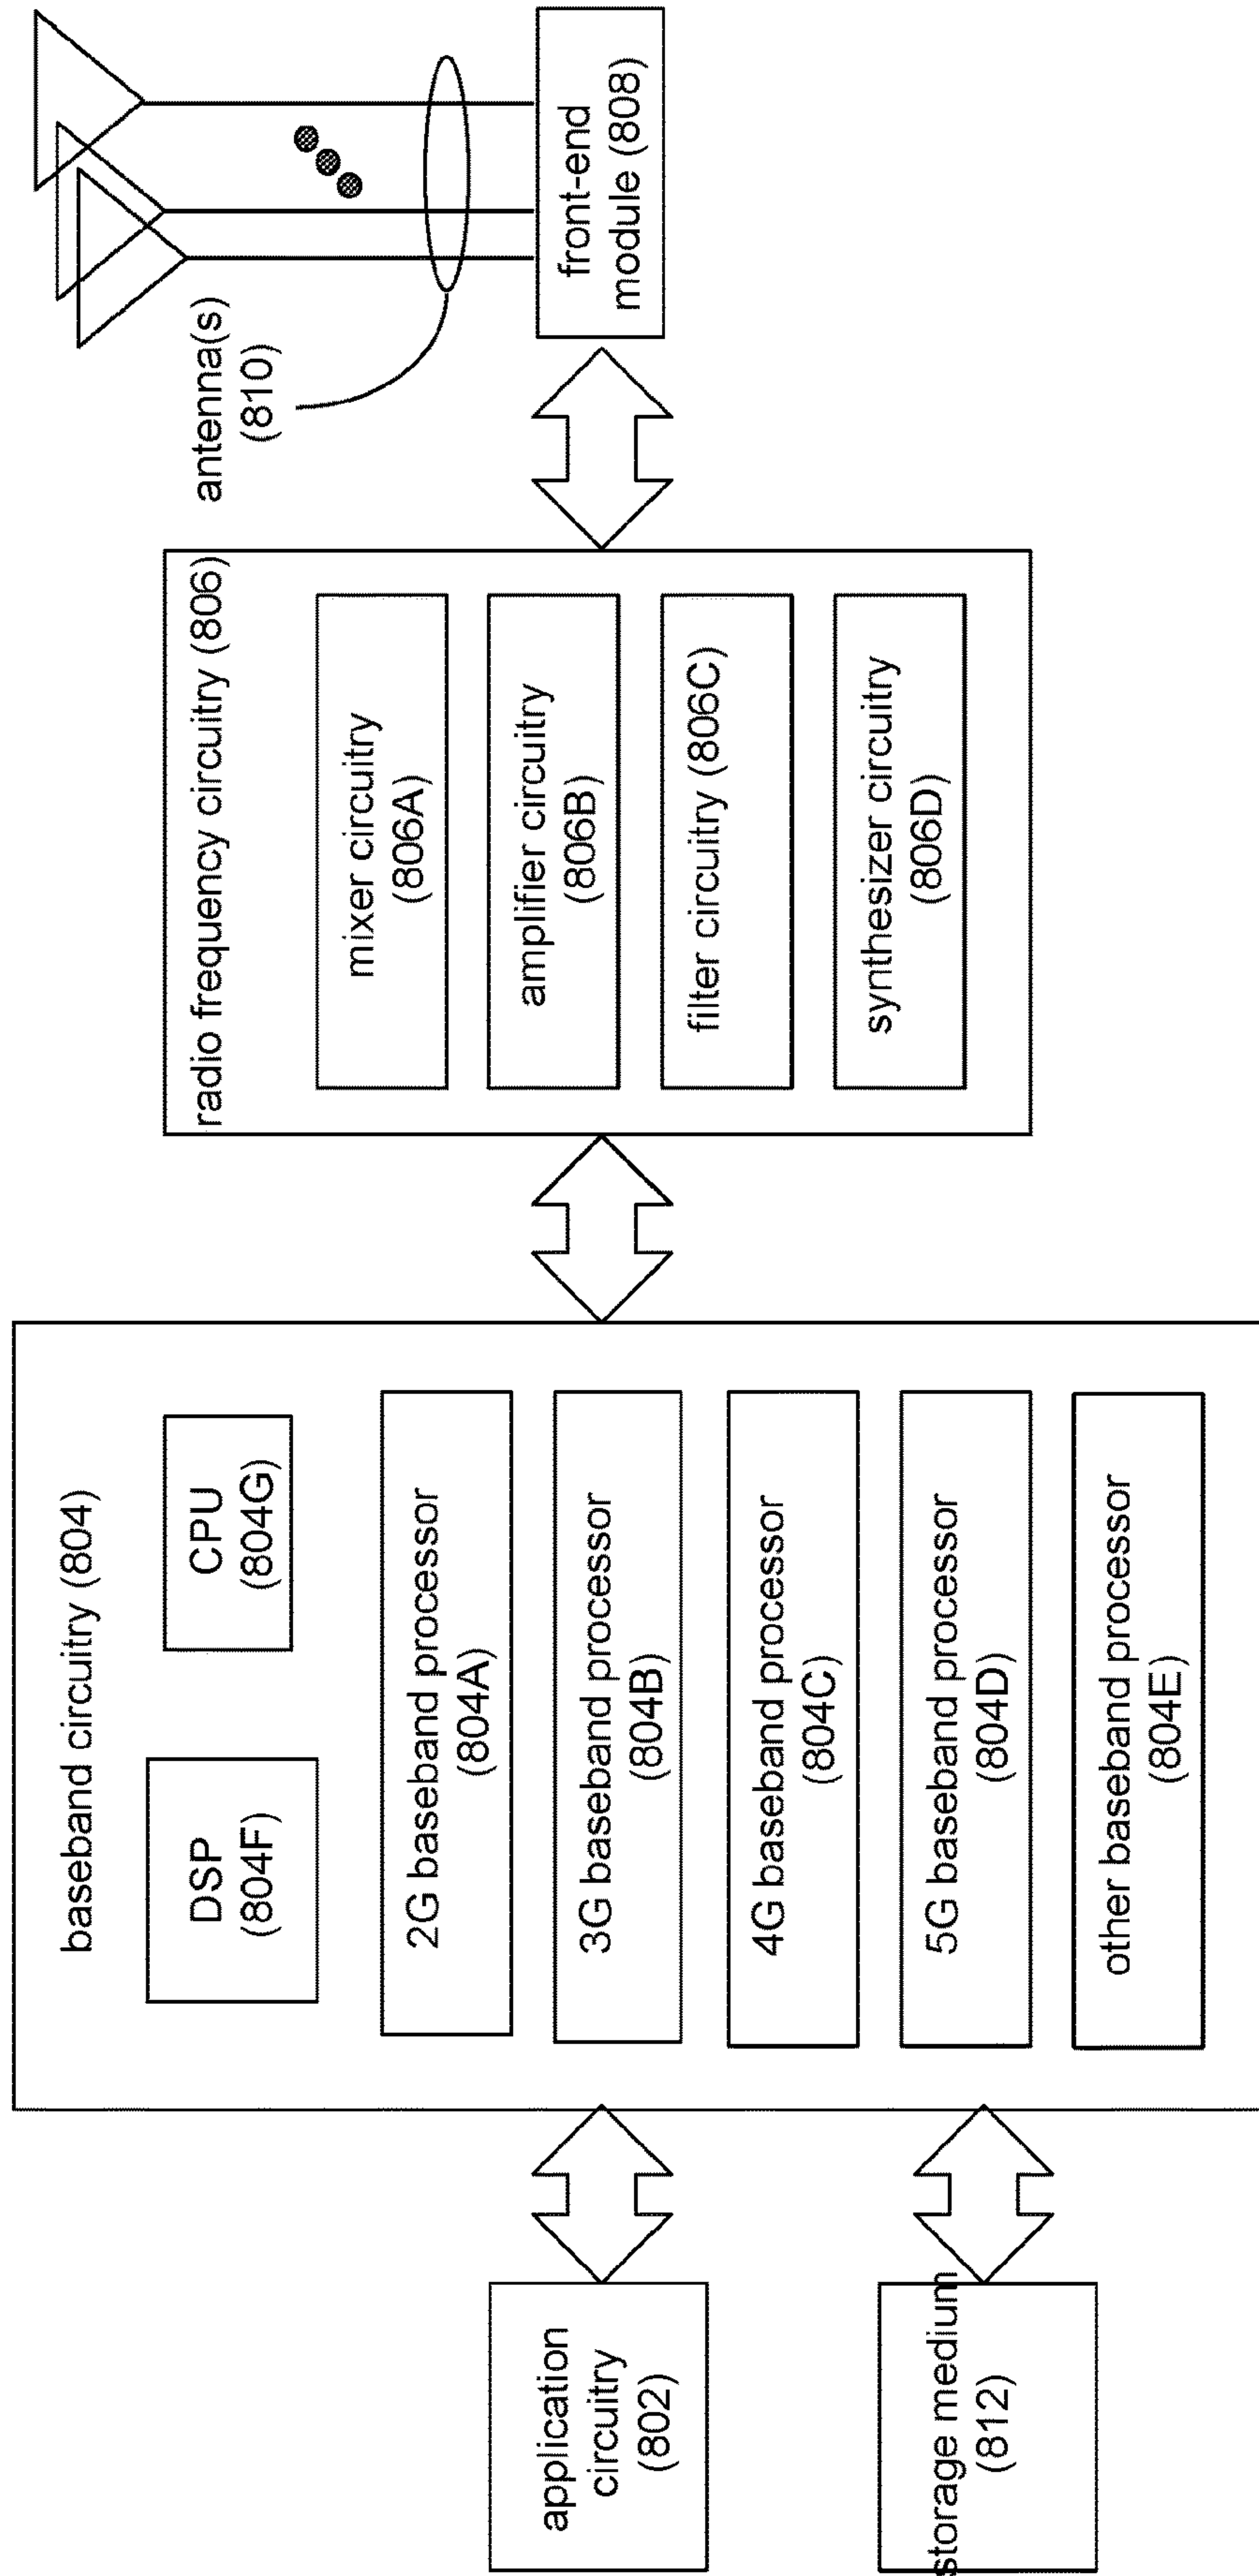 application
circuitry
(802)
storage medium
(812)
baseband circuitry (804)
DSP
(804F)
CPU
(804G)
2G baseband processor
(804A)
3G baseband processor
(804B)
4G baseband processor
(804C)
5G baseband processor
(804D)
other baseband processor
(804E)
radio frequency circuitry (806)
mixer circuitry
(806A)
amplifier circuitry
(806B)
filter circuitry (806C)
synthesizer circuitry
(806D)
antenna(s)
(810)
front-end
module (808)